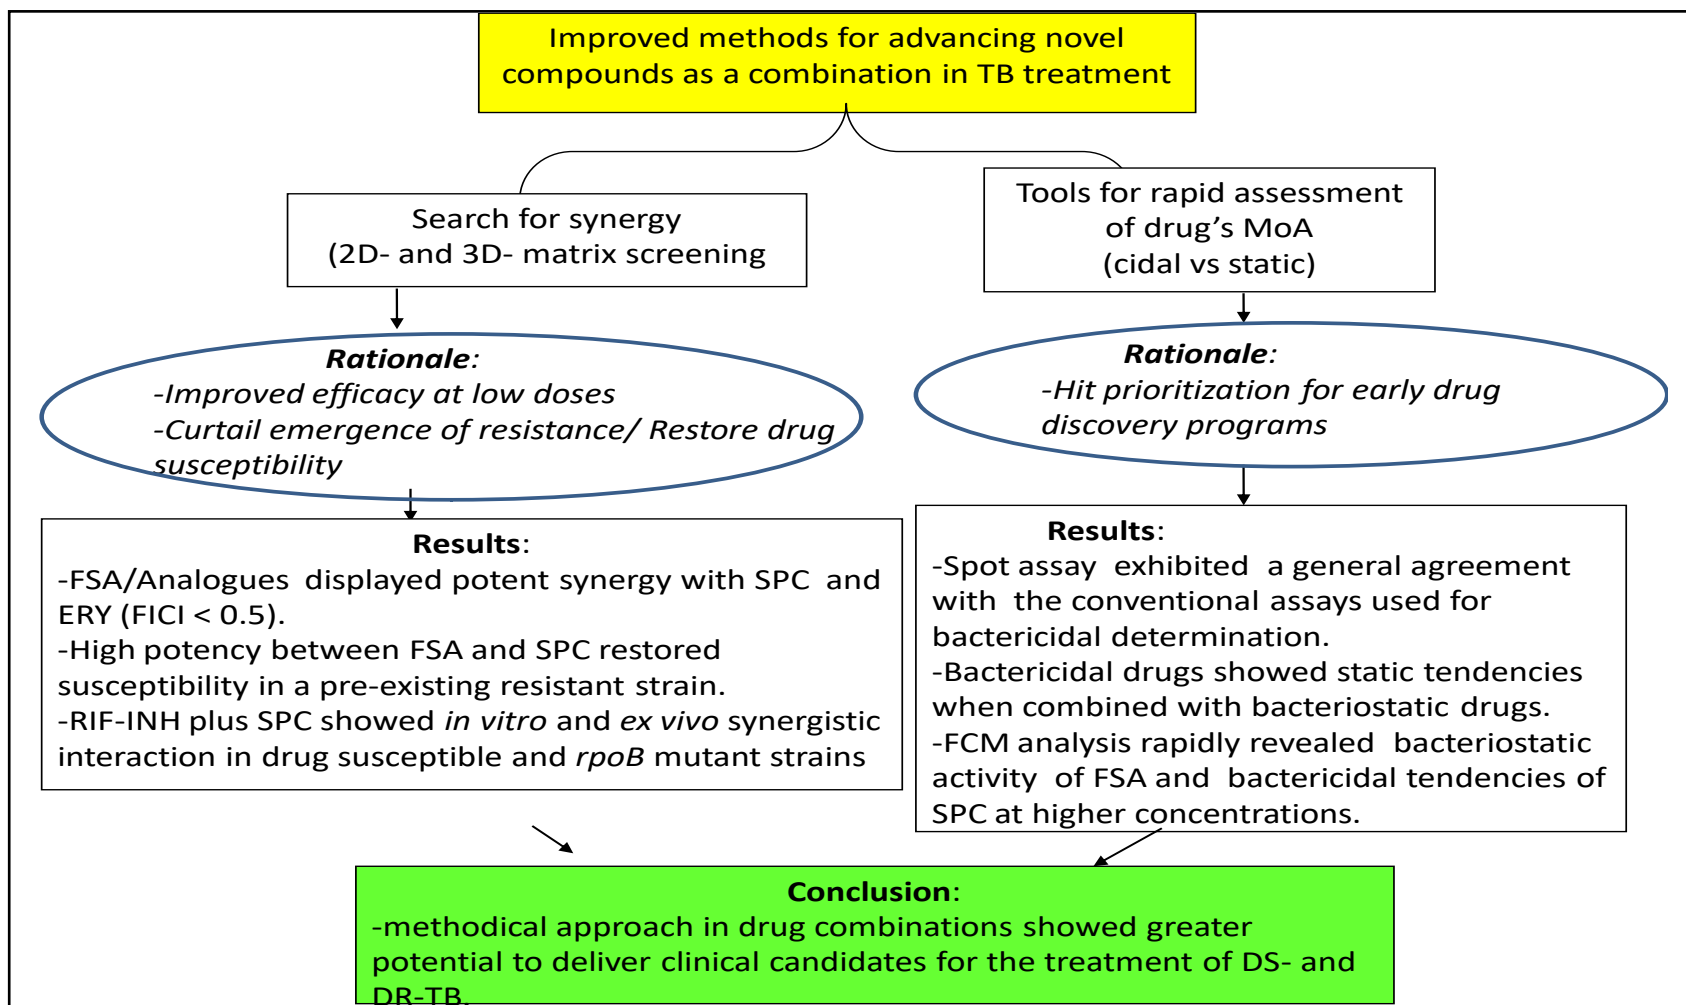 Improved methods for advancing novel
compounds as a combination in TB treatment
Search for synergy
(2D- and 3D- matrix screening
Tools for rapid assessment
of drug's MoA
(cidal vs static)
Rationale:
-Improved efficacy at low doses
-Curtail emergence of resistance/ Restore drug
susceptibility
Rationale:
-Hit prioritization for early drug
discovery programs
Results:
-FSA/Analogues displayed potent synergy with SPC and
ERY (FICI < 0.5).
-High potency between FSA and SPC restored
susceptibility in a pre-existing resistant strain.
-RIF-INH plus SPC showed in vitro and ex vivo synergistic
interaction in drug susceptible and rpoB mutant strains
Results:
-Spot assay exhibited a general agreement
with the conventional assays used for
bactericidal determination.
-Bactericidal drugs showed static tendencies
when combined with bacteriostatic drugs.
-FCM analysis rapidly revealed bacteriostatic
activity of FSA and bactericidal tendencies of
SPC at higher concentrations.
Conclusion:
-methodical approach in drug combinations showed greater
potential to deliver clinical candidates for the treatment of DS- and
DR-TB.